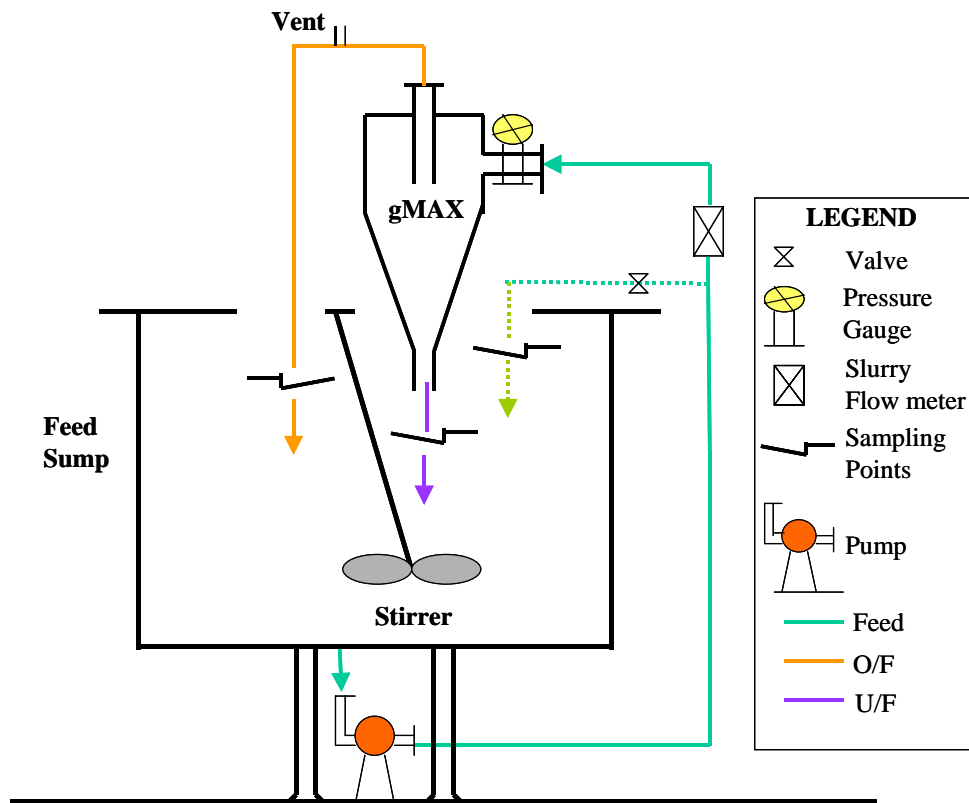 Vent
gMAX
Feed
Sump
Stirrer
LEGEND
Valve
Pressure
Gauge
Slurry
Flow meter
Sampling
Points
Pump
Feed
O/F
U/F